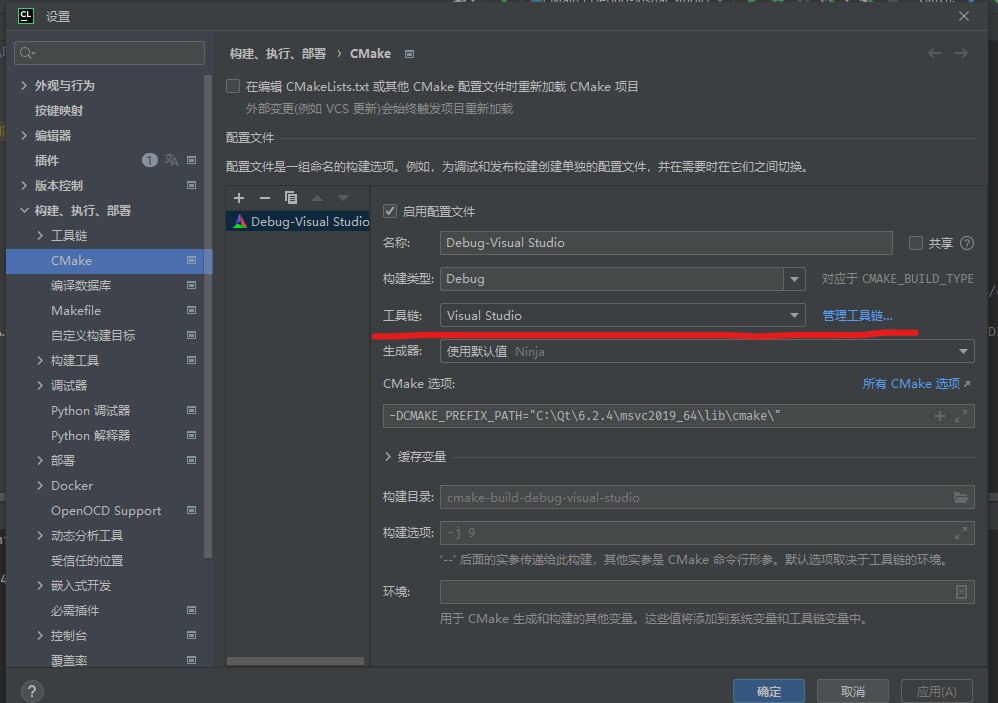 CL 设置
构建、执行、部署 › CMake
外观与行为
按键映射
编辑器
插件 1
版本控制
构建、执行、部署
工具链
CMake
编译数据库
Makefile
自定义构建目标
构建工具
调试器
Python 调试器
Python 解释器
部署
Docker
OpenOCD Support
动态分析工具
受信任的位置
嵌入式开发
必需插件
控制台
覆盖率
在编辑 CMakeLists.txt 或其他 CMake 配置文件时重新加载 CMake 项目
外部变更(例如 VCS 更新)会始终触发项目重新加载
配置文件
配置文件是一组命名的构建选项。例如，为调试和发布构建创建单独的配置文件，并在需要时在它们之间切换。
Debug-Visual Studio
启用配置文件
名称: Debug-Visual Studio 共享 ?
构建类型: Debug 对应于 CMAKE_BUILD_TYPE
工具链: Visual Studio 管理工具链...
生成器: 使用默认值 Ninja
CMake 选项: 所有 CMake 选项
-DCMAKE_PREFIX_PATH="C:\Qt\6.2.4\msvc2019_64\lib\cmake\"
缓存变量
构建目录: cmake-build-debug-visual-studio
构建选项: -j 9
‘--’ 后面的实参传递给此构建，其他实参是 CMake 命令行形参。默认选项取决于工具链的环境。
环境:
用于 CMake 生成和构建的其他变量。这些值将添加到系统变量和工具链变量中。
? 确定 取消 应用(A)